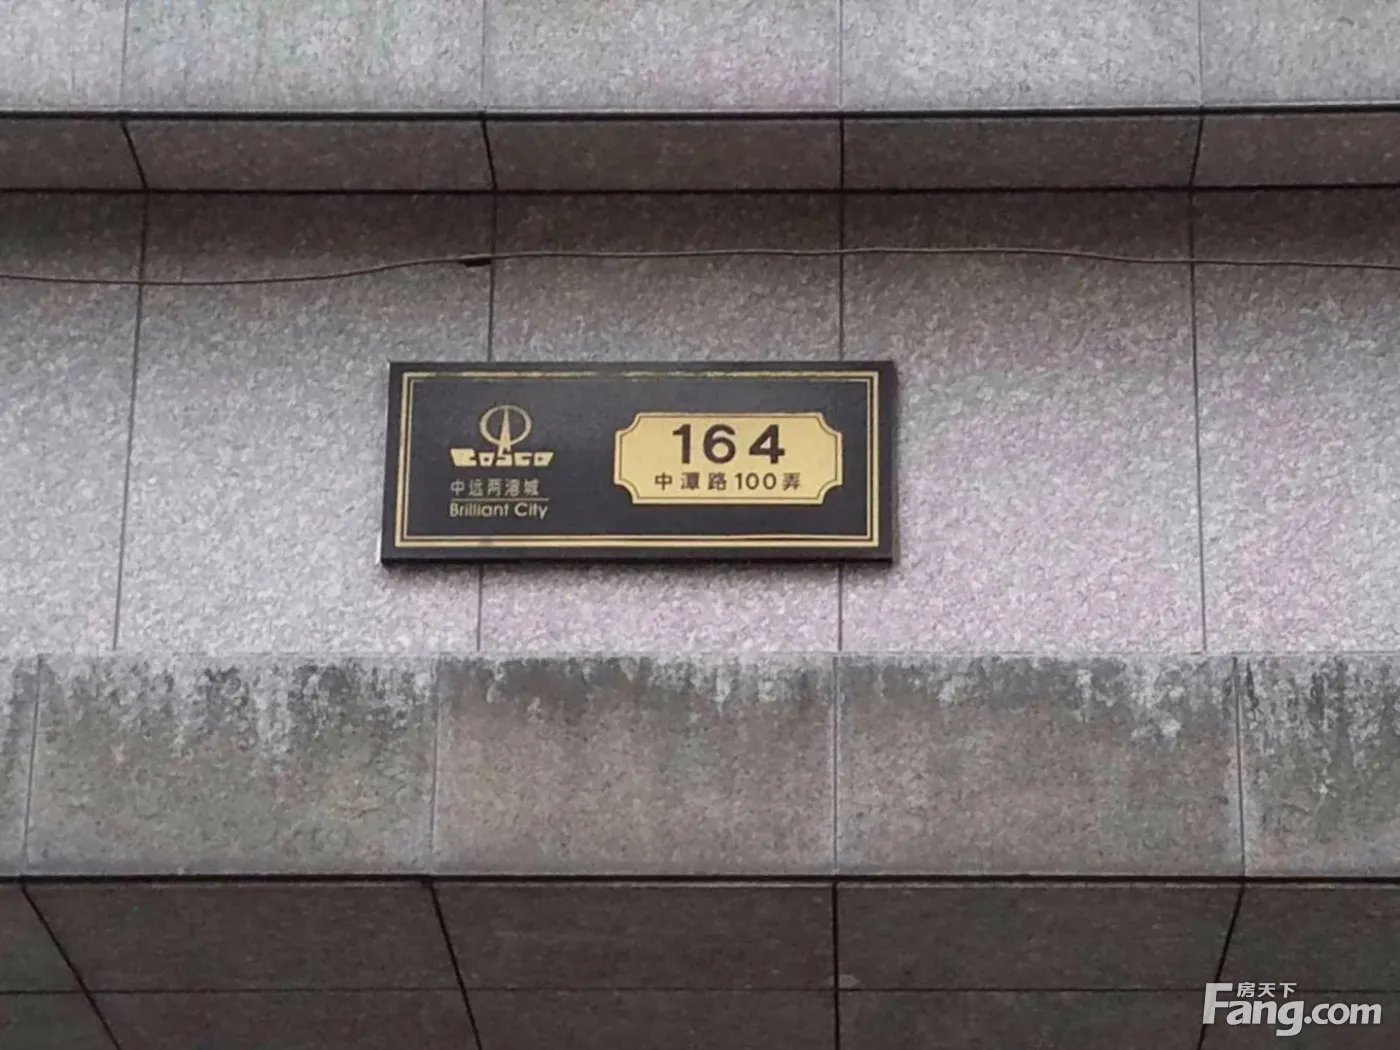 COSCO
中远两湾城
Brilliant City
164
中潭路100弄
房天下
Fang.com